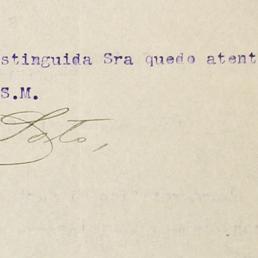 stinguida Sra quedo atent
S.M.